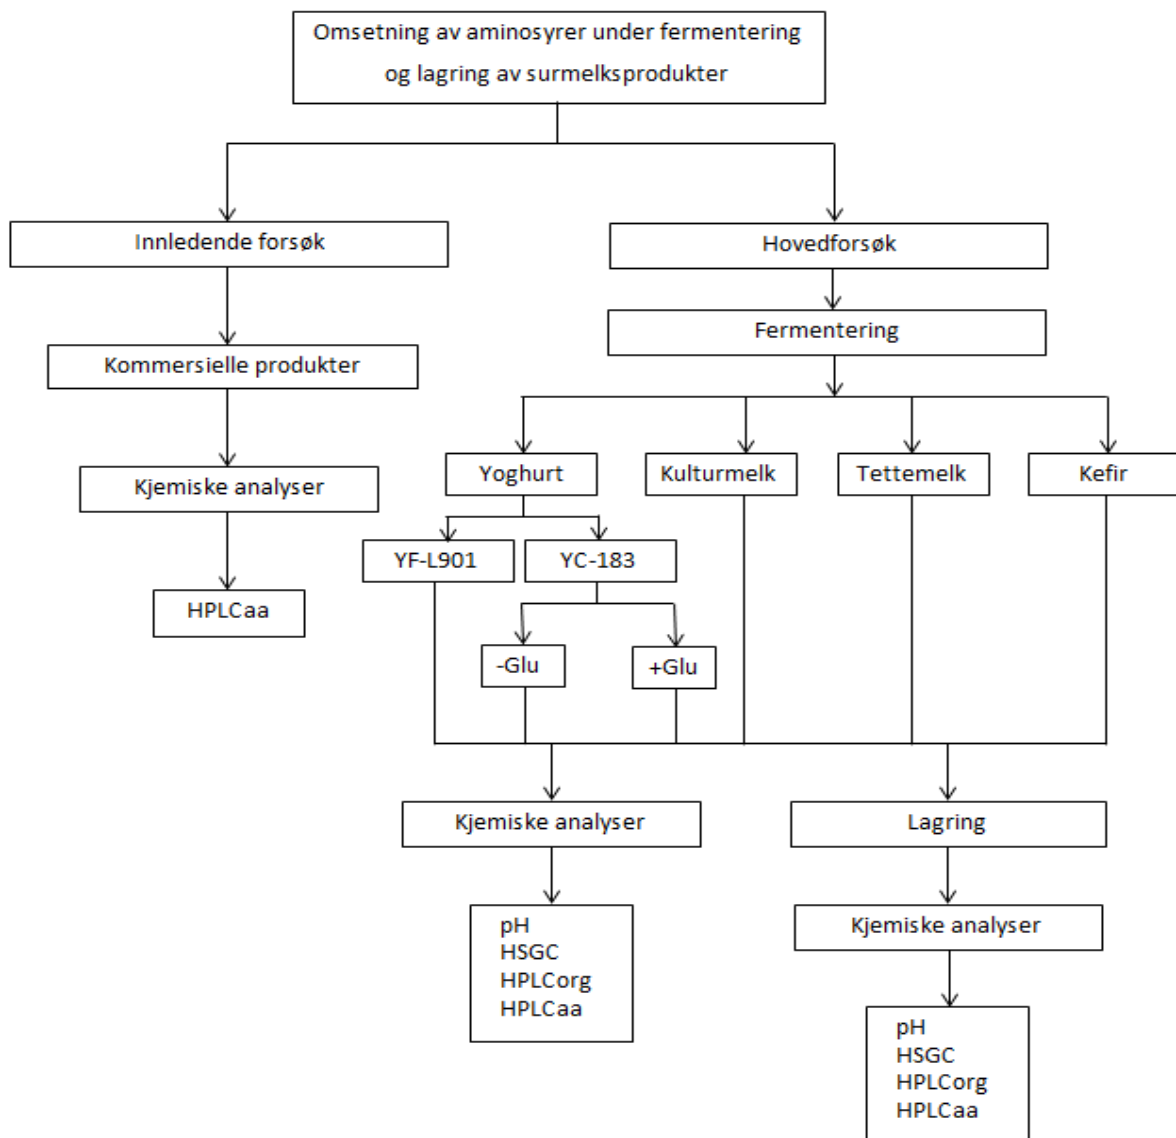 Omsetning av aminosyrer under fermentering
og lagring av surmelksprodukter
Innledende forsøk
Hovedforsøk
Fermentering
Kommersielle produkter
Yoghurt
Kulturmelk
Tettemelk
Kefir
Kjemiske analyser
YF-L901
YC-183
HPLCaa
-Glu
+Glu
Kjemiske analyser
Lagring
pH
HSGC
HPLCorg
HPLCaa
Kjemiske analyser
pH
HSGC
HPLCorg
HPLCaa